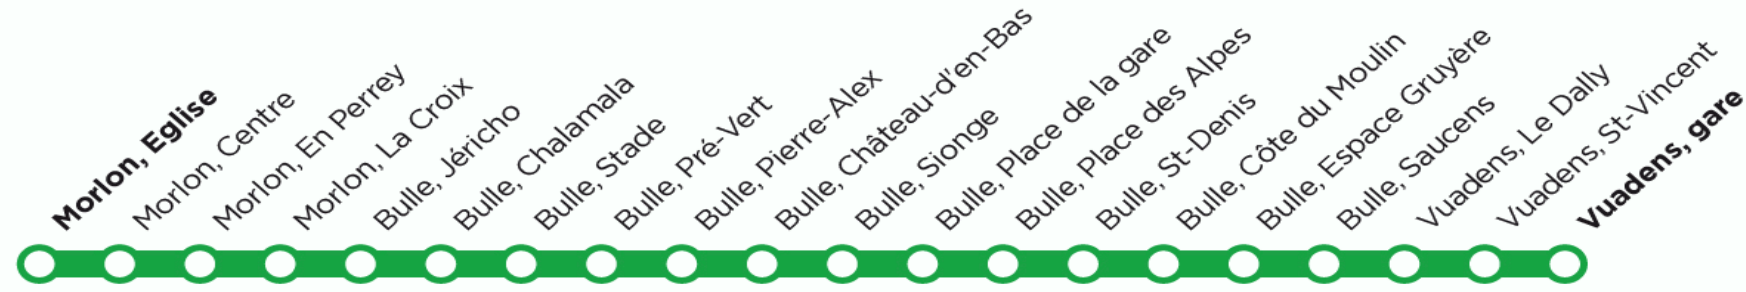 Morlon, Eglise
Morlon, Centre
Morlon, En Perrey
Morlon, La Croix
Bulle, Jéricho
Bulle, Chalamala
Bulle, Stade
Bulle, Pré-Vert
Bulle, Pierre-Alex
Bulle, Château-d'en-Bas
Bulle, Sionge
Bulle, Place de la gare
Bulle, Place des Alpes
Bulle, St-Denis
Bulle, Côte du Moulin
Bulle, Espace Gruyère
Bulle, Saucens
Vuadens, Le Dally
Vuadens, St-Vincent
Vuadens, gare